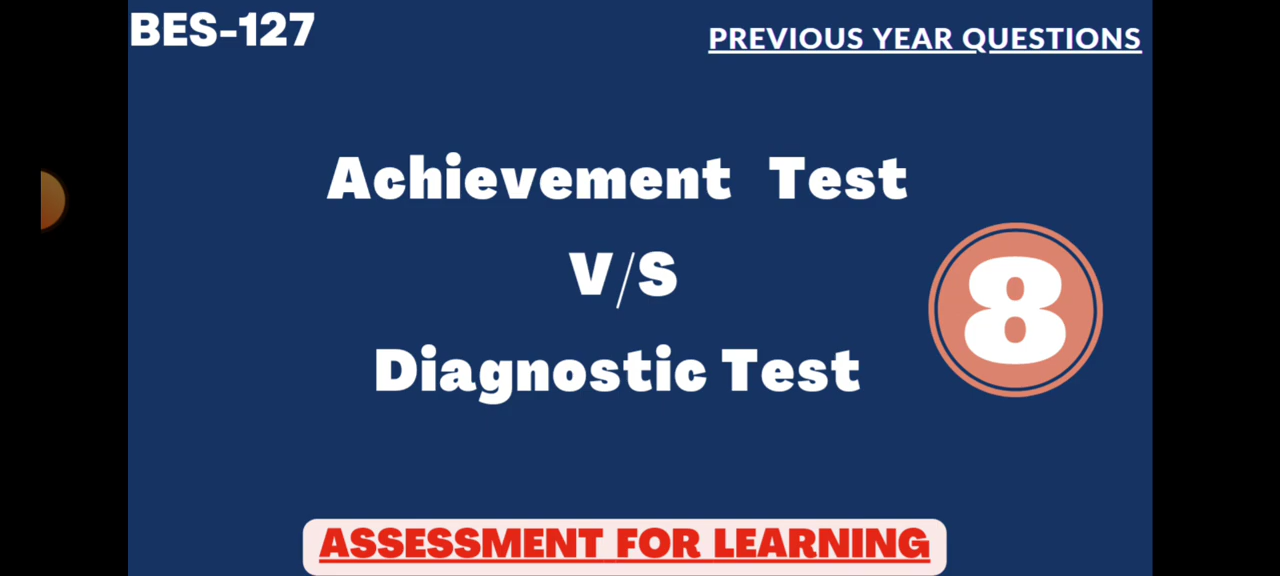 BES-127
PREVIOUS YEAR QUESTIONS
Achievement Test
V/S
8
Diagnostic Test
ASSESSMENT FOR LEARNING